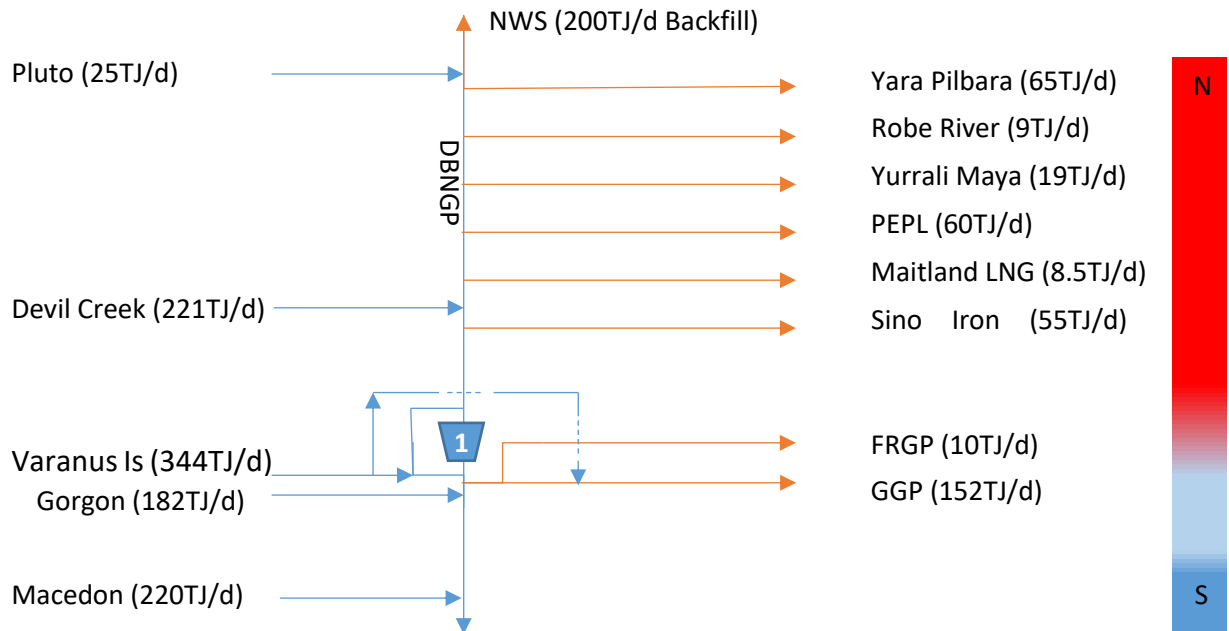 NWS (200TJ/d Backfill)
Pluto (25TJ/d)
Yara Pilbara (65TJ/d)
N
Robe River (9TJ/d)
DBNGP
Yurrali Maya (19TJ/d)
PEPL (60TJ/d)
Maitland LNG (8.5TJ/d)
Devil Creek (221TJ/d)
Sino Iron (55TJ/d)
1
FRGP (10TJ/d)
Varanus Is (344TJ/d)
GGP (152TJ/d)
Gorgon (182TJ/d)
Macedon (220TJ/d)
S